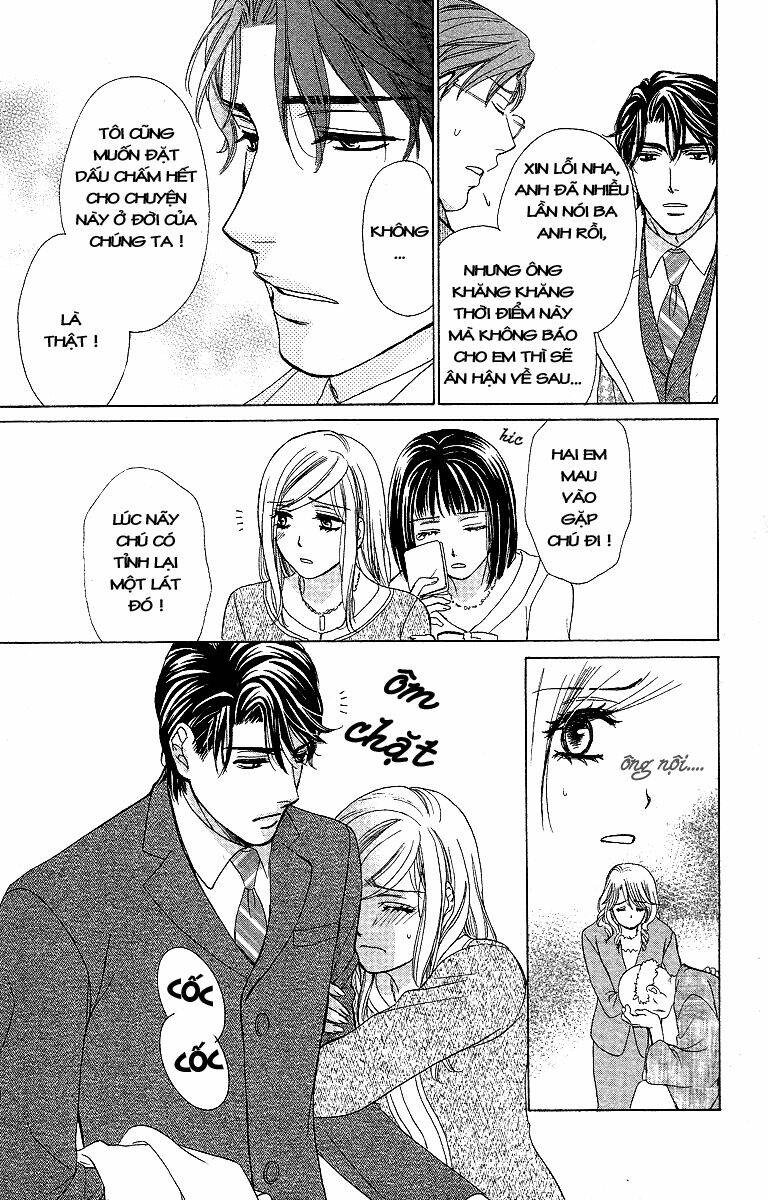 XIN LỖI NHA,
ANH ĐÃ NHIỀU
LẦN NÓI BA
ANH RỒI,
NHƯNG ÔNG
KHĂNG KHĂNG
THỜI ĐIỂM NÀY
MÀ KHÔNG BÁO
CHO EM THÌ SẼ
ÂN HẬN VỀ SAU...
KHÔNG
...
TÔI CŨNG
MUỐN ĐẶT
DẤU CHẤM HẾT
CHO CHUYỆN
NÀY Ở ĐỜI CỦA
CHÚNG TA !
LÀ
THẬT !
HAI EM
MAU
VÀO
GẶP
CHÚ ĐI !
hic
LÚC NÃY
CHÚ CÓ
TỈNH LẠI
MỘT LÁT
ĐÓ !
ông nội....
ôm
chặt
CỐC
CỐC